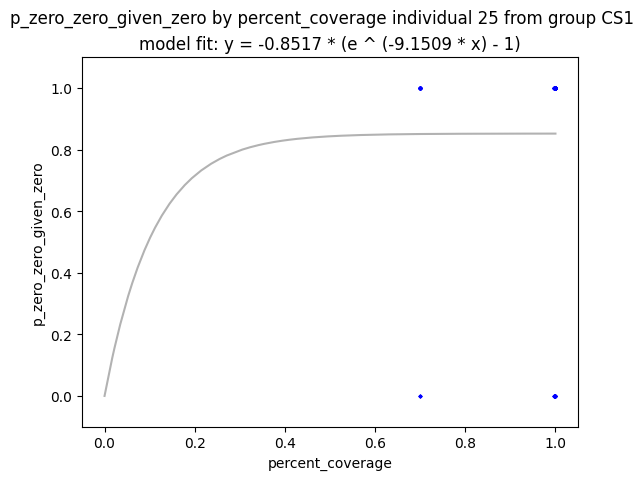 p_zero_zero_given_zero by percent_coverage individual 25 from group CS1
model fit: y = -0.8517 * (e ^ (-9.1509 * x) - 1)
1.0
0.8
0.6
0.4
0.2
0.0
p_zero_zero_given_zero
0.0 0.2 0.4 0.6 0.8 1.0
percent_coverage